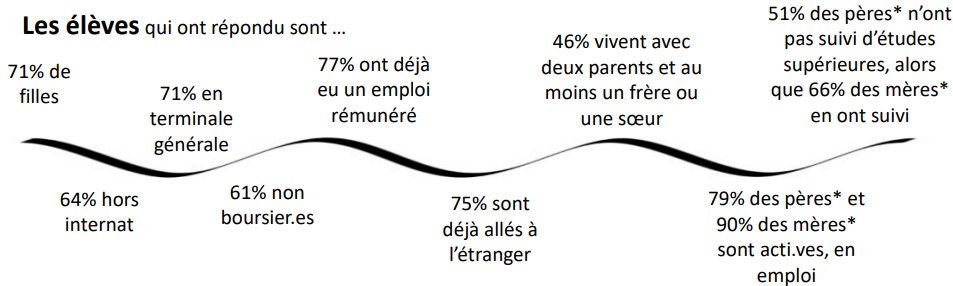 Les élèves qui ont répondu sont ...
71% de
filles
64% hors
internat
71% en
terminale
générale
61% non
boursier.es
77% ont déjà
eu un emploi
rémunéré
75% sont
déjà allés à
l’étranger
46% vivent avec
deux parents et au
moins un frère ou
une sœur
79% des pères* et
90% des mères*
sont acti.ves, en
emploi
51% des pères* n’ont
pas suivi d’études
supérieures, alors
que 66% des mères*
en ont suivi